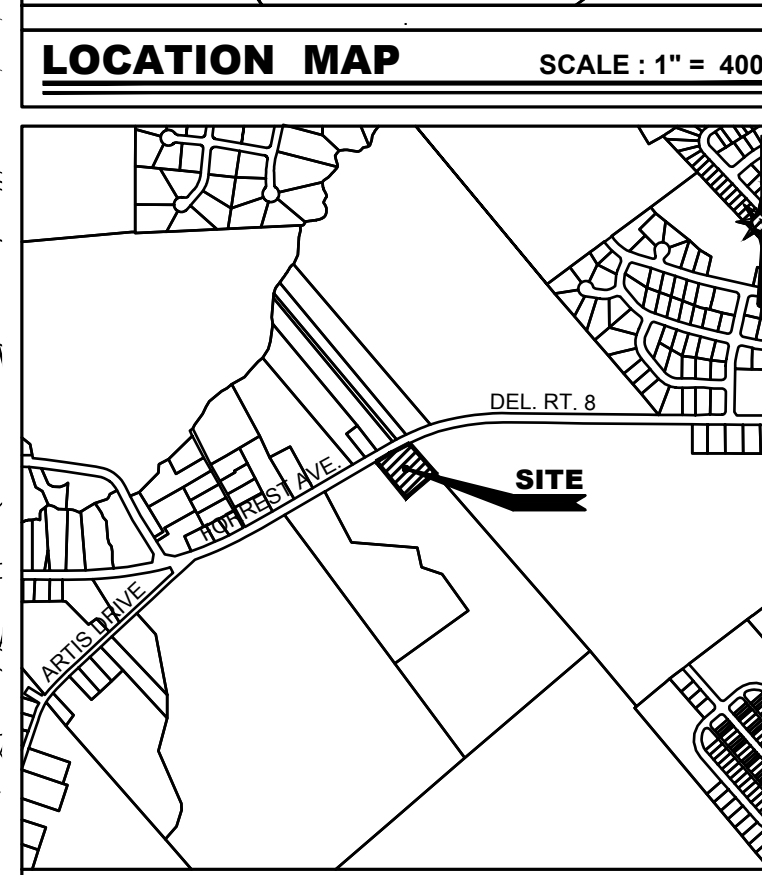 LOCATION MAP
SCALE : 1" = 400
DEL. RT. 8
SITE
FORREST AVE.
ARTIS DRIVE